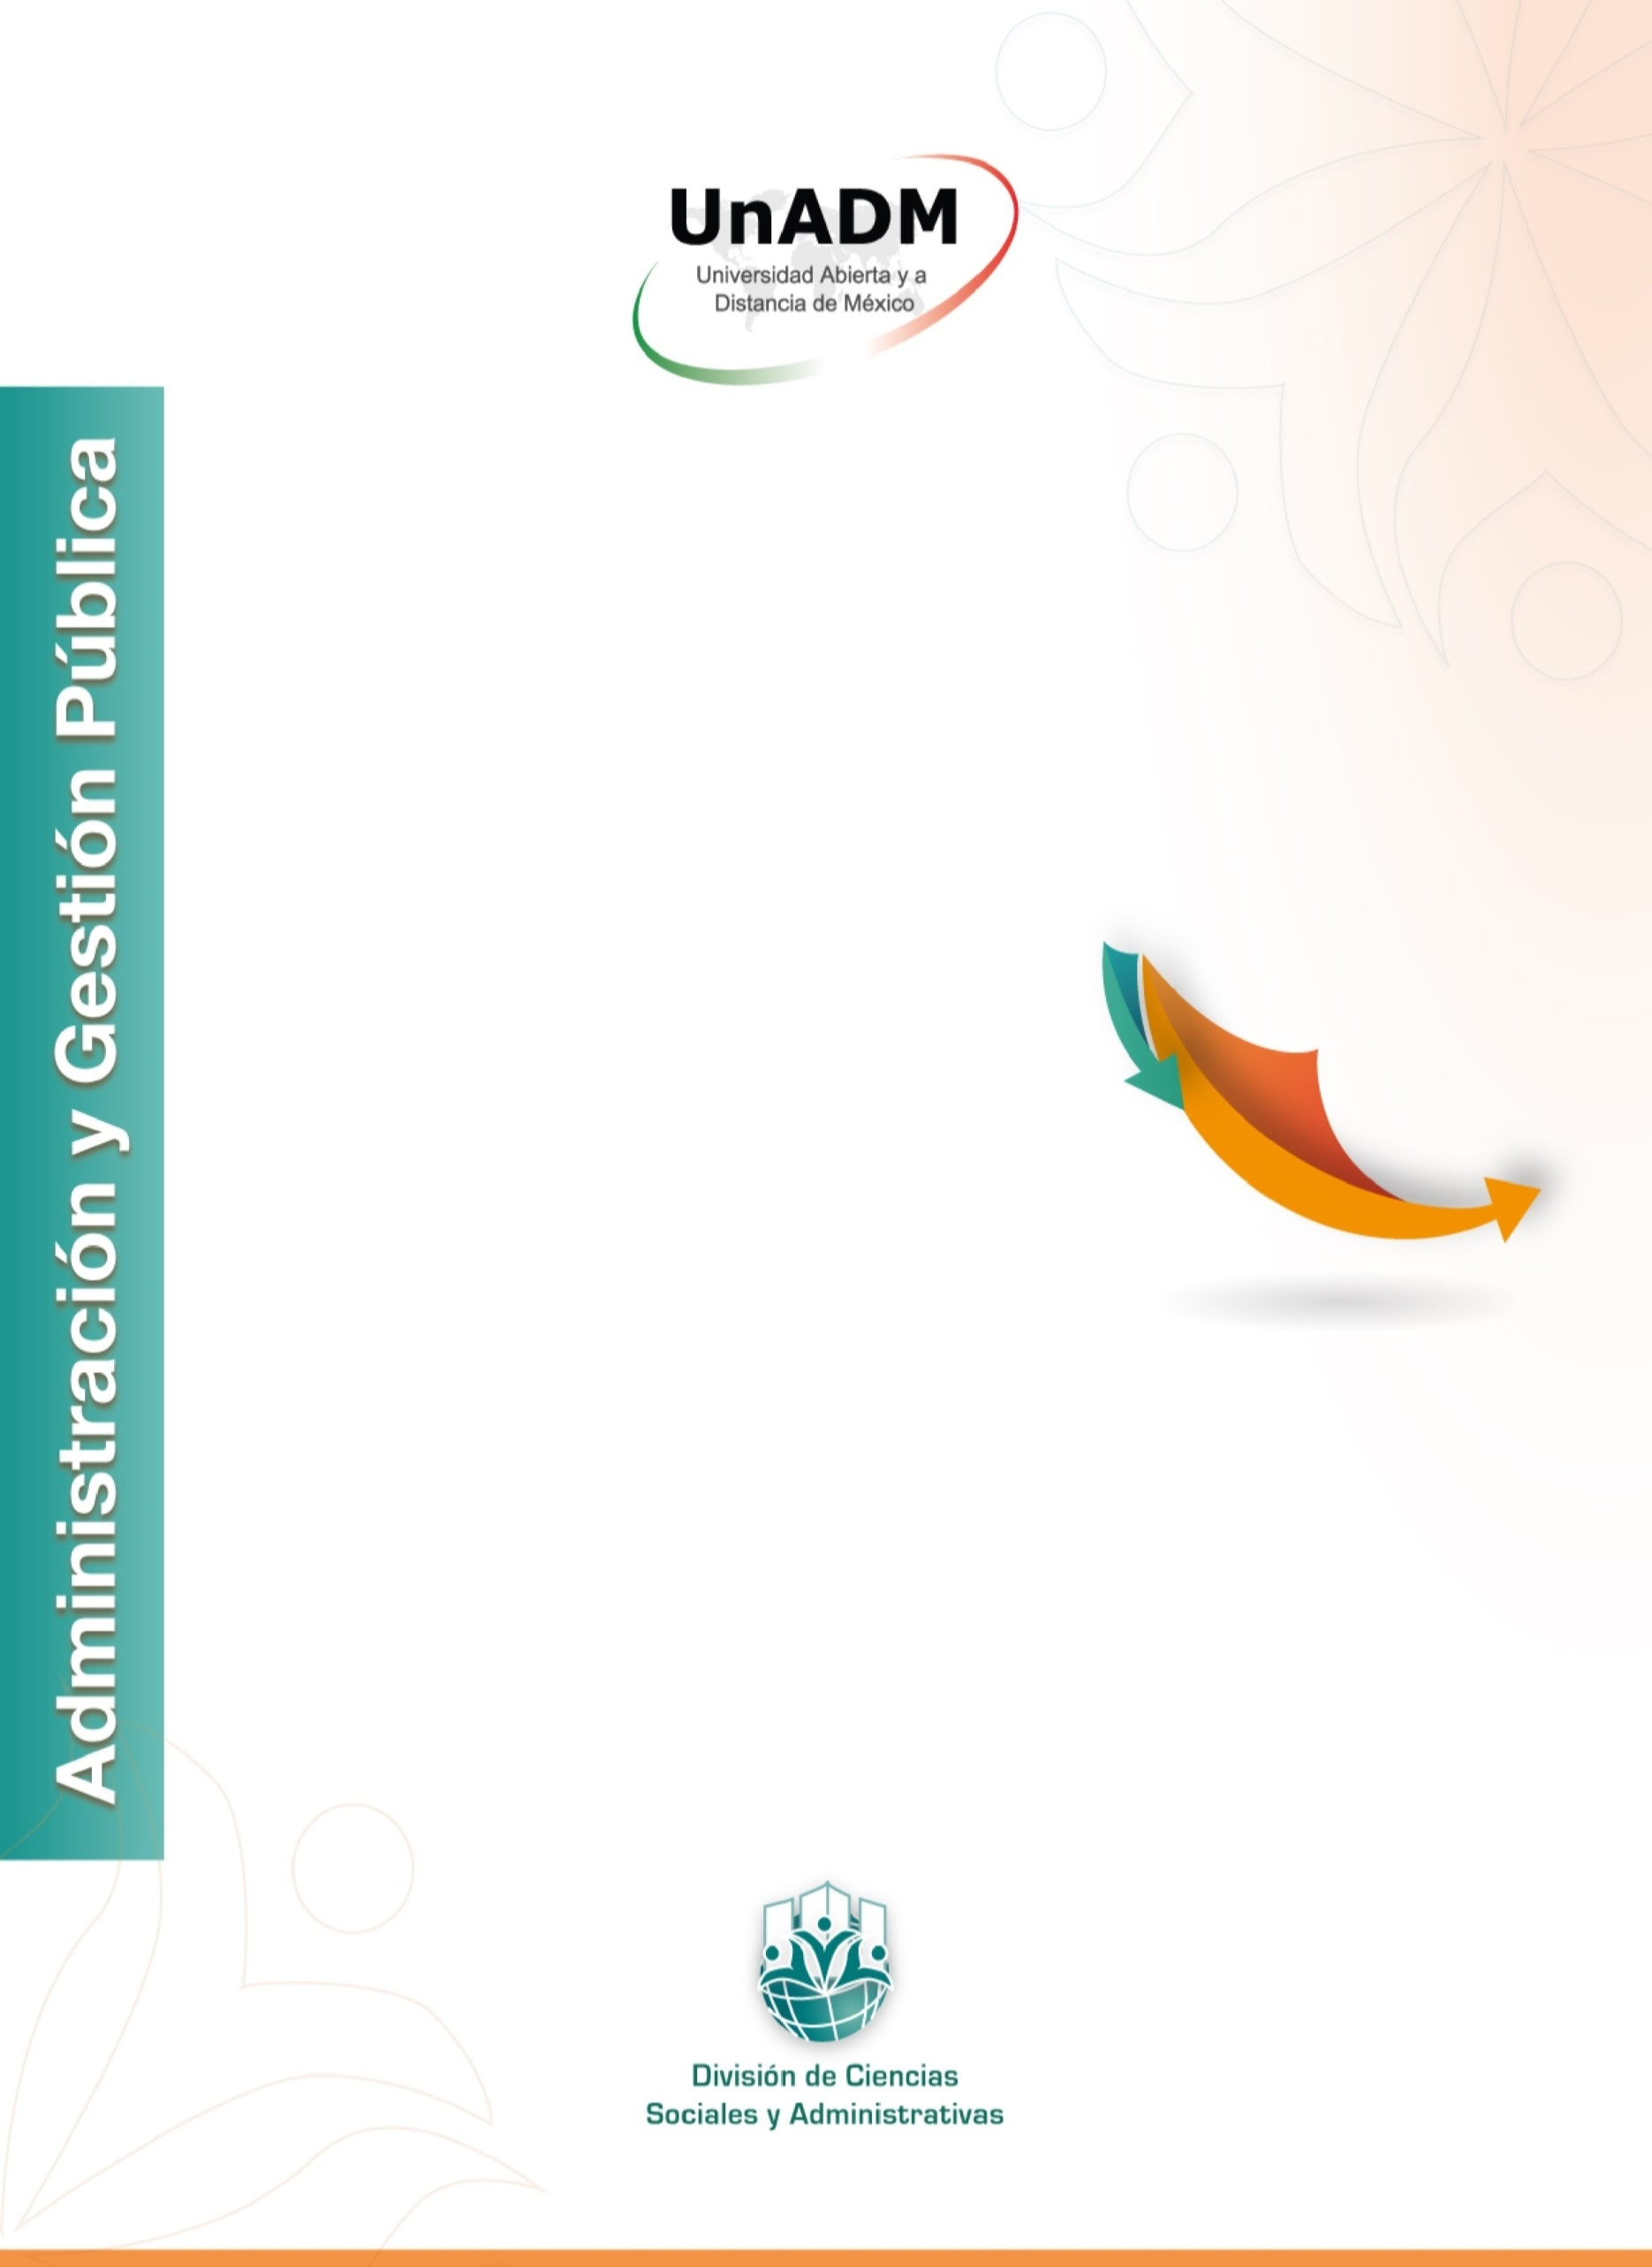 UnADM
Universidad Abierta y a
Distancia de México
Administración y Gestión Pública
División de Ciencias
Sociales y Administrativas